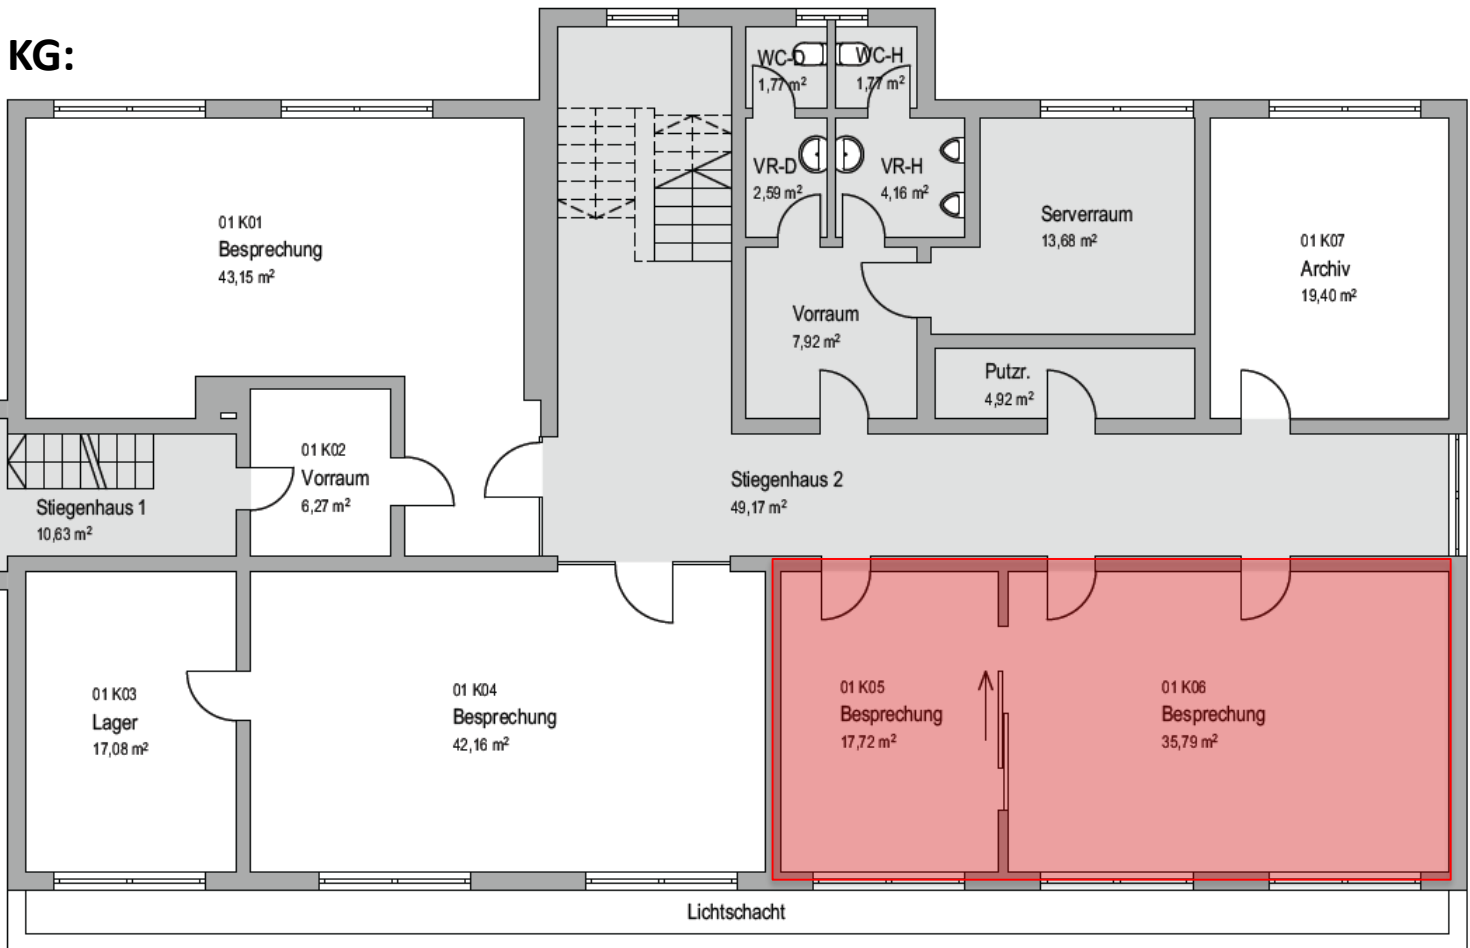 KG:
WC-D
1,77 m²
WC-H
1,77 m²
VR-D
2,59 m²
VR-H
4,16 m²
Serverraum
13,68 m²
01 K01
Besprechung
43,15 m²
01 K07
Archiv
19,40 m²
Vorraum
7,92 m²
Putzr.
4,92 m²
01 K02
Vorraum
6,27 m²
Stiegenhaus 1
10,63 m²
Stiegenhaus 2
49,17 m²
01 K03
Lager
17,08 m²
01 K04
Besprechung
42,16 m²
01 K05
Besprechung
17,72 m²
01 K06
Besprechung
35,79 m²
Lichtschacht